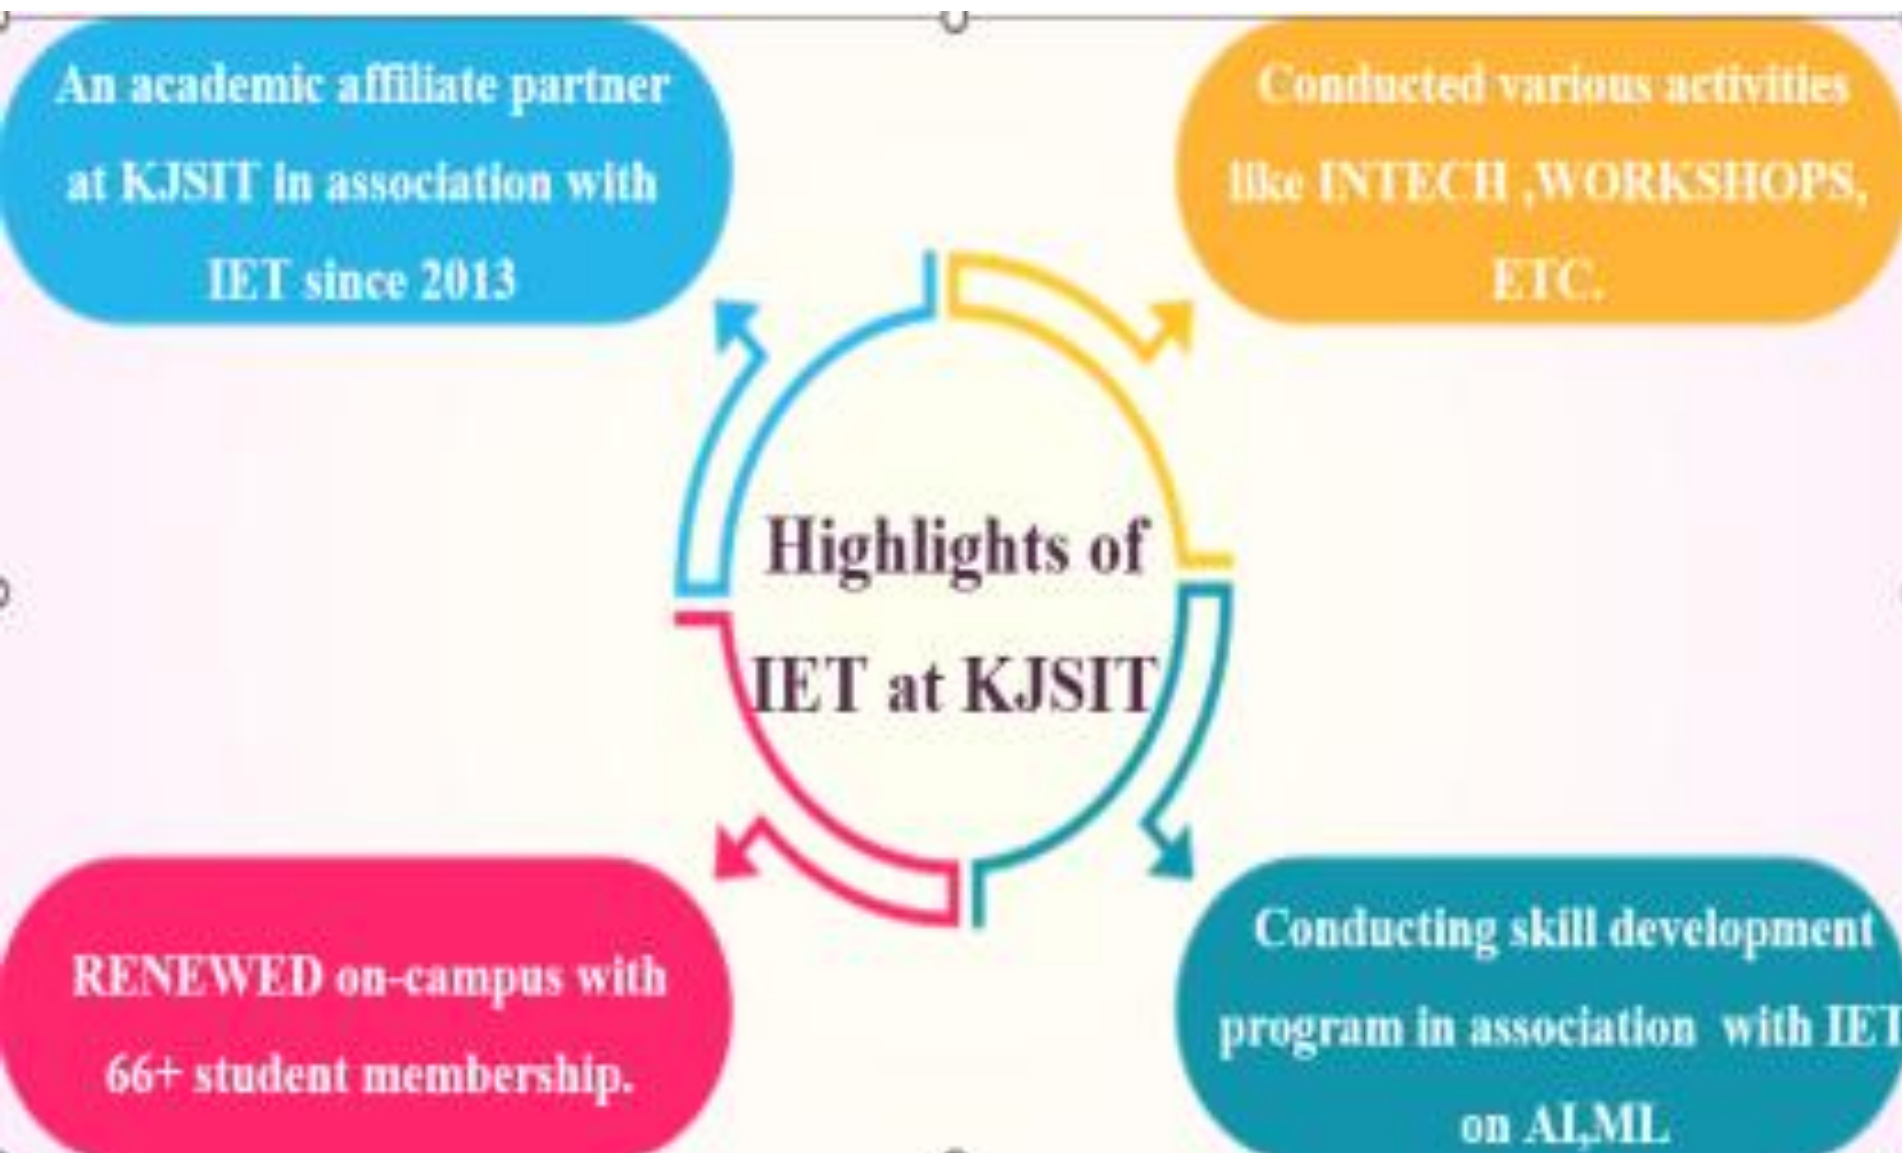 An academic affiliate partner
at KJSIT in association with
IET since 2013
Conducted various activities
like INTECH ,WORKSHOPS,
ETC.
Highlights of
IET at KJSIT
RENEWED on-campus with
66+ student membership.
Conducting skill development
program in association with IET
on AI,ML